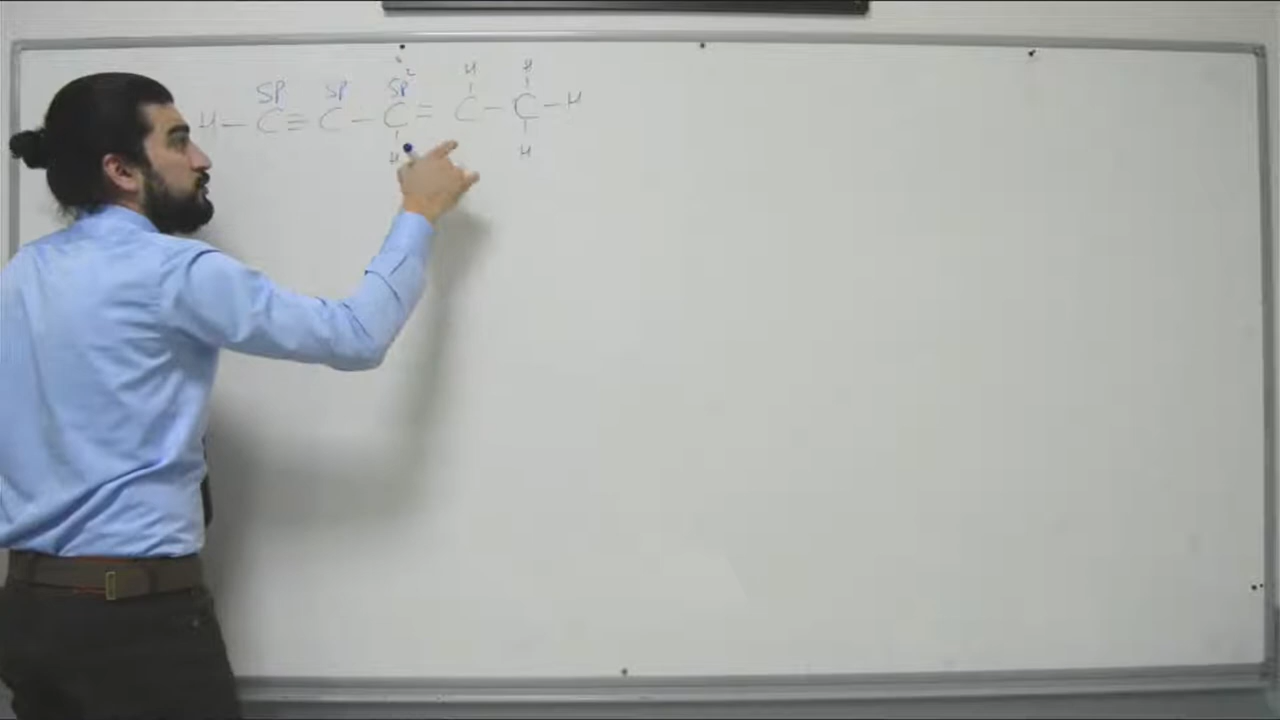 H H
SP SP SP²
H—C≡C—C=C—C—H
H H